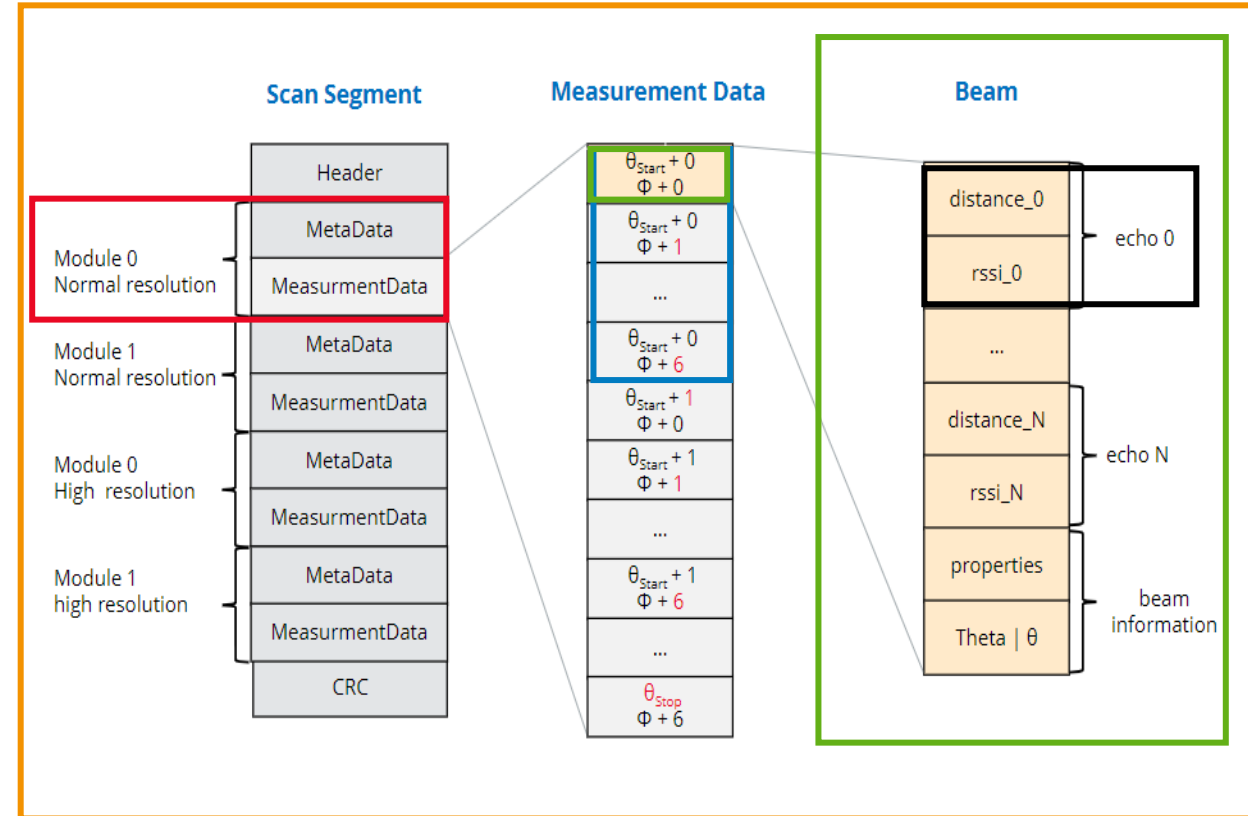 Scan Segment
Header
Module 0
Normal resolution
MetaData
MeasurmentData
Module 1
Normal resolution
MetaData
MeasurmentData
Module 0
High resolution
MetaData
MeasurmentData
Module 1
high resolution
MetaData
MeasurmentData
CRC
Measurement Data
θStart + 0
Φ + 0
θStart + 0
Φ + 1
...
θStart + 0
Φ + 6
θStart + 1
Φ + 0
θStart + 1
Φ + 1
...
θStart + 1
Φ + 6
...
θStop
Φ + 6
Beam
distance_0
rssi_0
echo 0
...
distance_N
rssi_N
echo N
properties
Theta | θ
beam
information